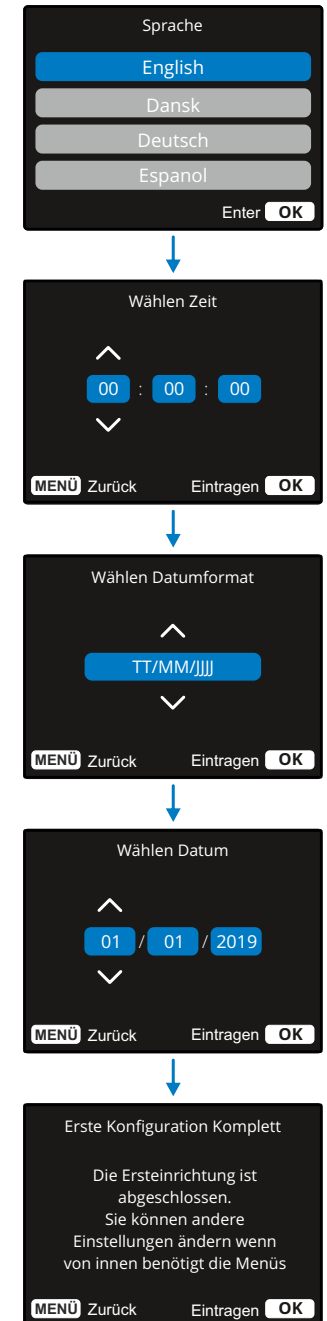 Sprache
English
Dansk
Deutsch
Espanol
Enter OK
Wählen Zeit
00 : 00 : 00
MENÜ Zurück Eintragen OK
Wählen Datumformat
TT/MM/JJJJ
MENÜ Zurück Eintragen OK
Wählen Datum
01 / 01 / 2019
MENÜ Zurück Eintragen OK
Erste Konfiguration Komplett
Die Ersteinrichtung ist
abgeschlossen.
Sie können andere
Einstellungen ändern wenn
von innen benötigt die Menüs
MENÜ Zurück Eintragen OK